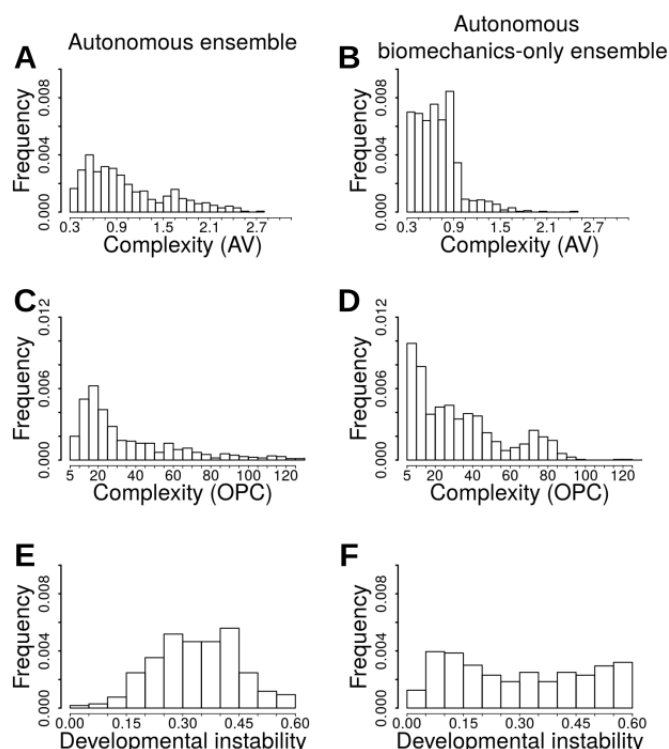 Autonomous ensemble
Autonomous
biomechanics-only ensemble
A
Frequency
0.000 0.004 0.008
0.3 0.9 1.5 2.1 2.7
Complexity (AV)
B
Frequency
0.000 0.004 0.008
0.3 0.9 1.5 2.1 2.7
Complexity (AV)
C
Frequency
0.000 0.006 0.012
5 20 40 60 80 100 120
Complexity (OPC)
D
Frequency
0.000 0.006 0.012
5 20 40 60 80 100 120
Complexity (OPC)
E
Frequency
0.000 0.004 0.008
0.00 0.15 0.30 0.45 0.60
Developmental instability
F
Frequency
0.000 0.004 0.008
0.00 0.15 0.30 0.45 0.60
Developmental instability